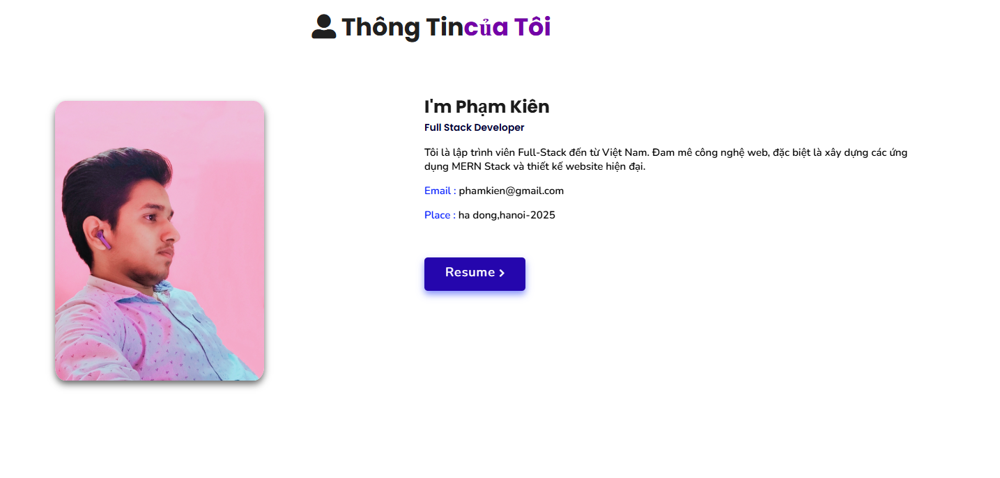 Thông Tincủa Tôi
I'm Phạm Kiên
Full Stack Developer
Tôi là lập trình viên Full-Stack đến từ Việt Nam. Đam mê công nghệ web, đặc biệt là xây dựng các ứng
dụng MERN Stack và thiết kế website hiện đại.
Email : phamkien@gmail.com
Place : ha dong,hanoi-2025
Resume